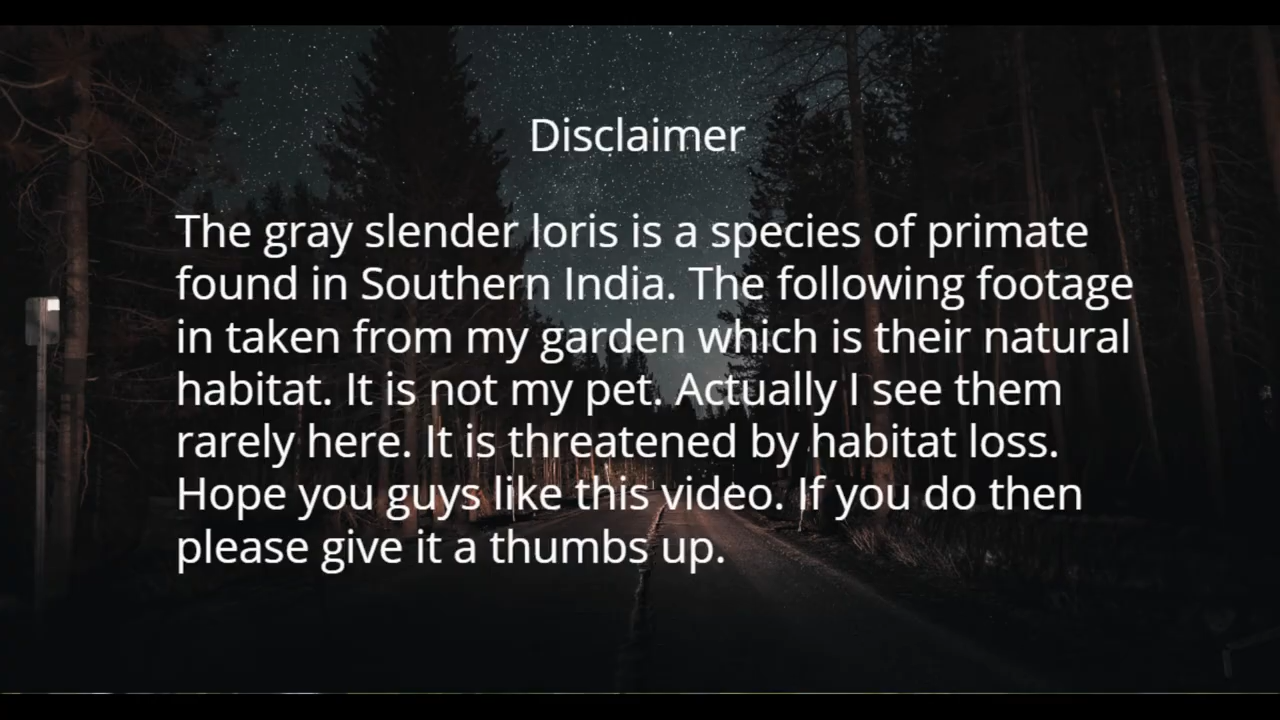 Disclaimer
The gray slender loris is a species of primate
found in Southern India. The following footage
in taken from my garden which is their natural
habitat. It is not my pet. Actually I see them
rarely here. It is threatened by habitat loss.
Hope you guys like this video. If you do then
please give it a thumbs up.